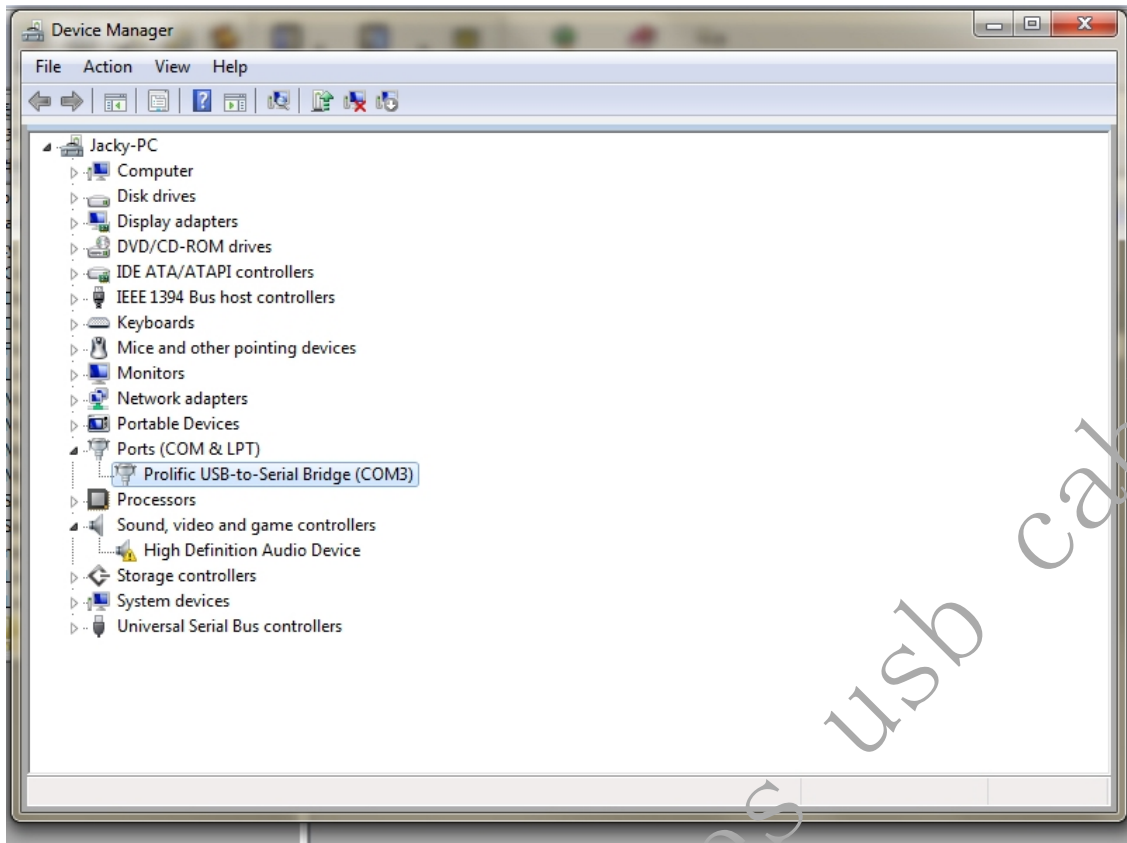 Device Manager
File Action View Help
Jacky-PC
Computer
Disk drives
Display adapters
DVD/CD-ROM drives
IDE ATA/ATAPI controllers
IEEE 1394 Bus host controllers
Keyboards
Mice and other pointing devices
Monitors
Network adapters
Portable Devices
Ports (COM & LPT)
Prolific USB-to-Serial Bridge (COM3)
Processors
Sound, video and game controllers
High Definition Audio Device
Storage controllers
System devices
Universal Serial Bus controllers
usb